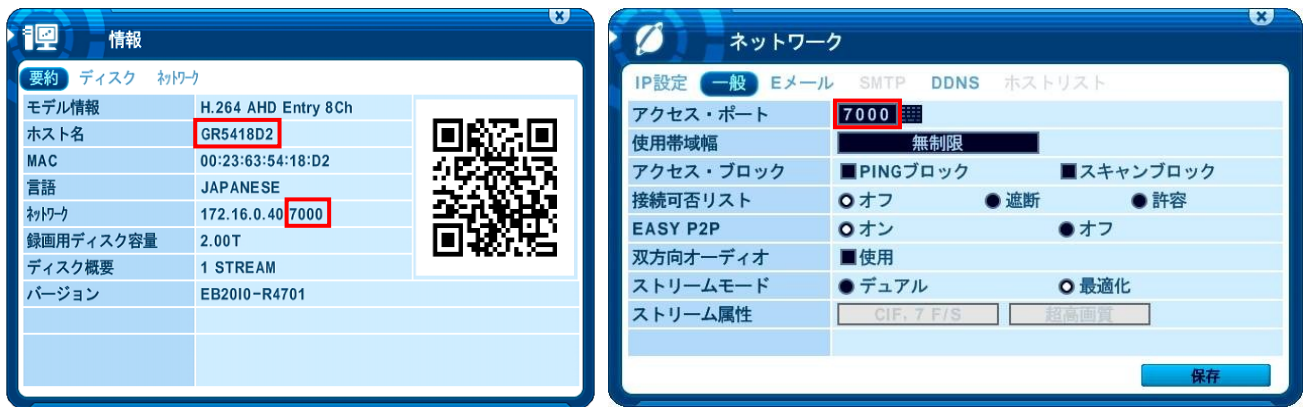 情報
要約 ディスク ネットワーク
モデル情報 H.264 AHD Entry 8Ch
ホスト名 GR5418D2
MAC 00:23:63:54:18:D2
言語 JAPANESE
ネットワーク 172.16.0.40 7000
録画用ディスク容量 2.00T
ディスク概要 1 STREAM
バージョン EB20I0-R4701
ネットワーク
IP設定 一般 Eメール SMTP DDNS ホストリスト
アクセス・ポート 7000
使用帯域幅 無制限
アクセス・ブロック PINGブロック スキャンブロック
接続可否リスト オフ 遮断 許容
EASY P2P オン オフ
双方向オーディオ 使用
ストリームモード デュアル 最適化
ストリーム属性 CIF, 7 F/S 超高画質
保存